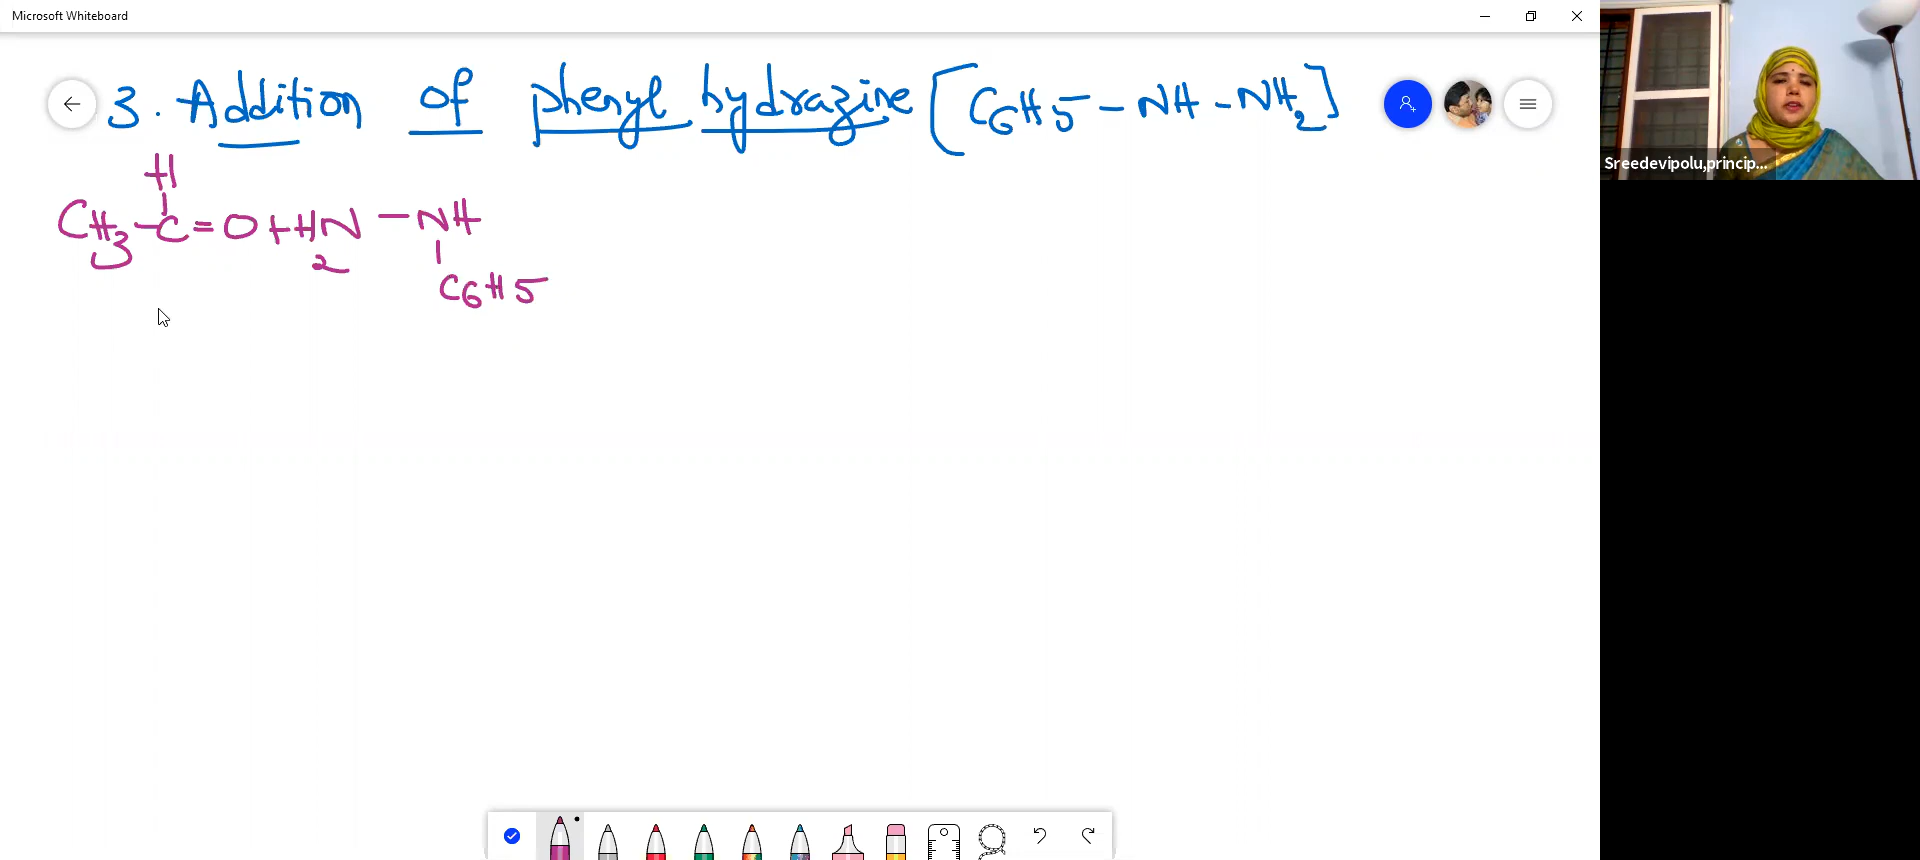 Microsoft Whiteboard
3. Addition of phenyl hydrazine [C6H5-NH-NH2]
H
CH3-C=O+H2N-NH
C6H5
Sreedevipolu,princip...